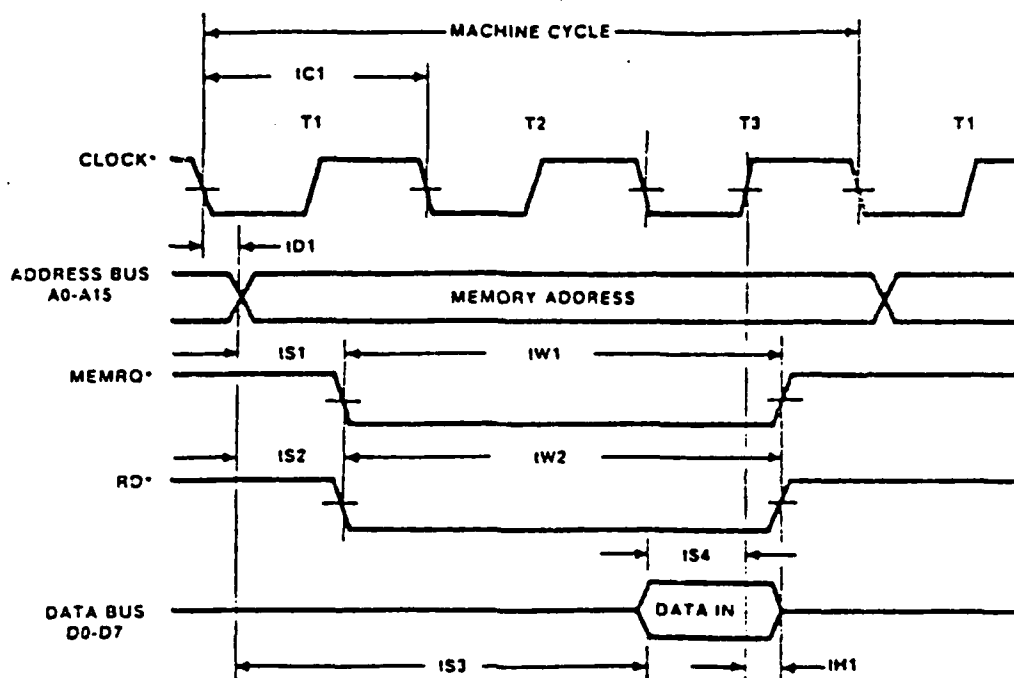 MACHINE CYCLE
tC1
T1 T2 T3 T1
CLOCK*
tD1
ADDRESS BUS
A0-A15
MEMORY ADDRESS
tS1 tW1
MEMRQ*
tS2 tW2
RD*
tS4
DATA BUS
D0-D7
DATA IN
tS3 tH1